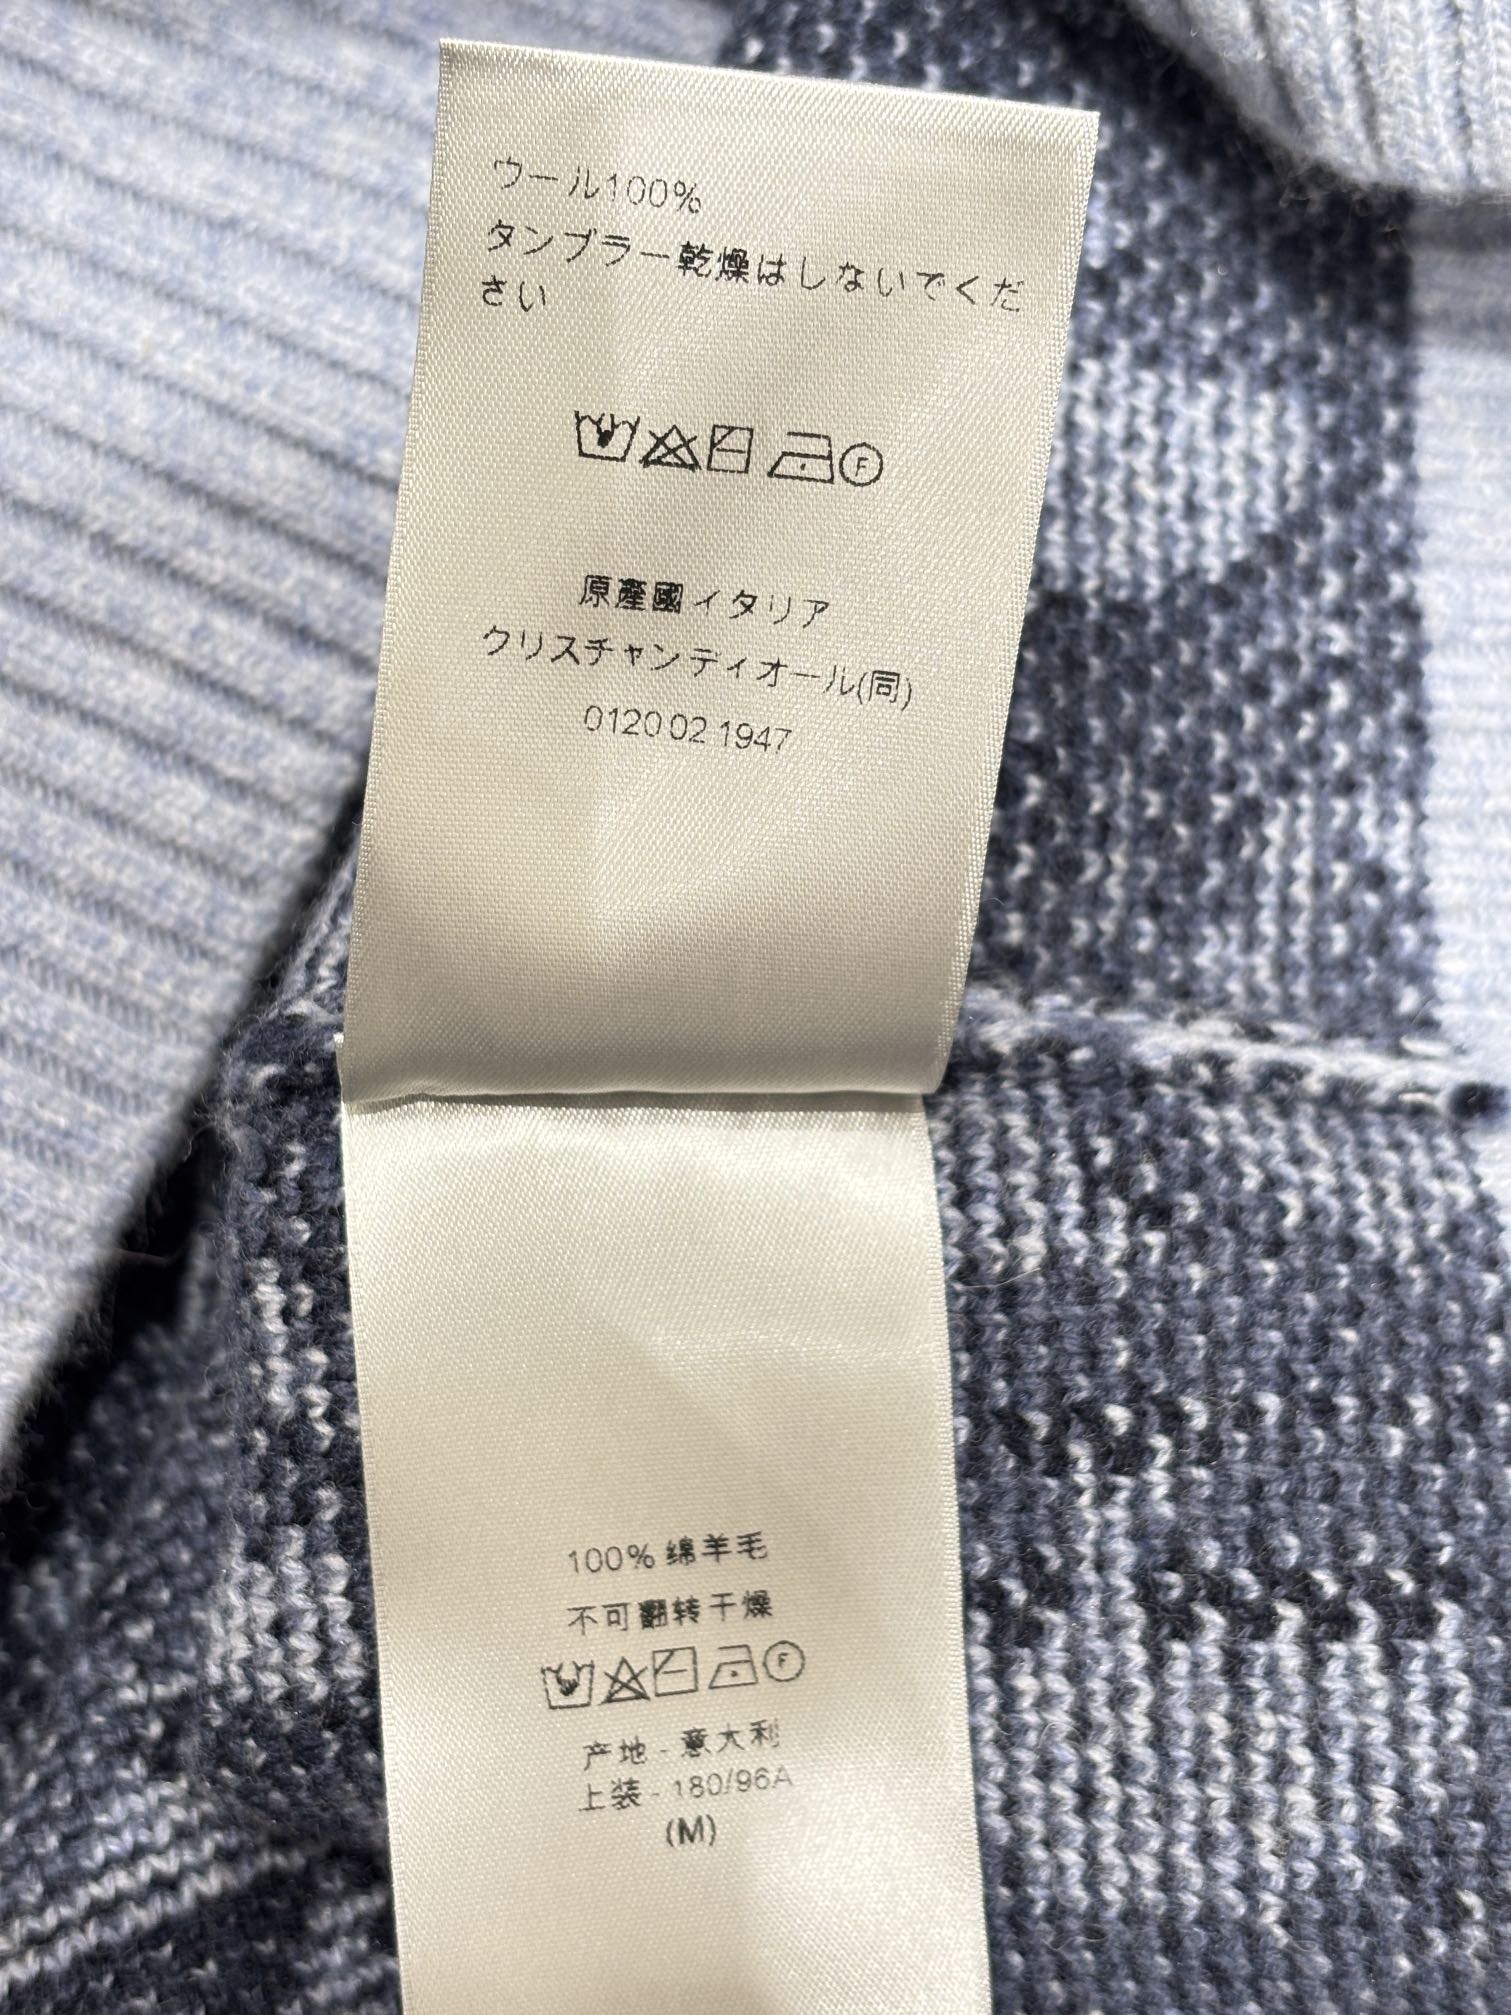 ウール100%
タンブラー乾燥はしないでくだ
さい
F
原產國イタリア
クリスチャンディオール(同)
0120 02 1947
100% 绵羊毛
不可翻转干燥
F
产地 - 意大利
上装 - 180/96A
(M)